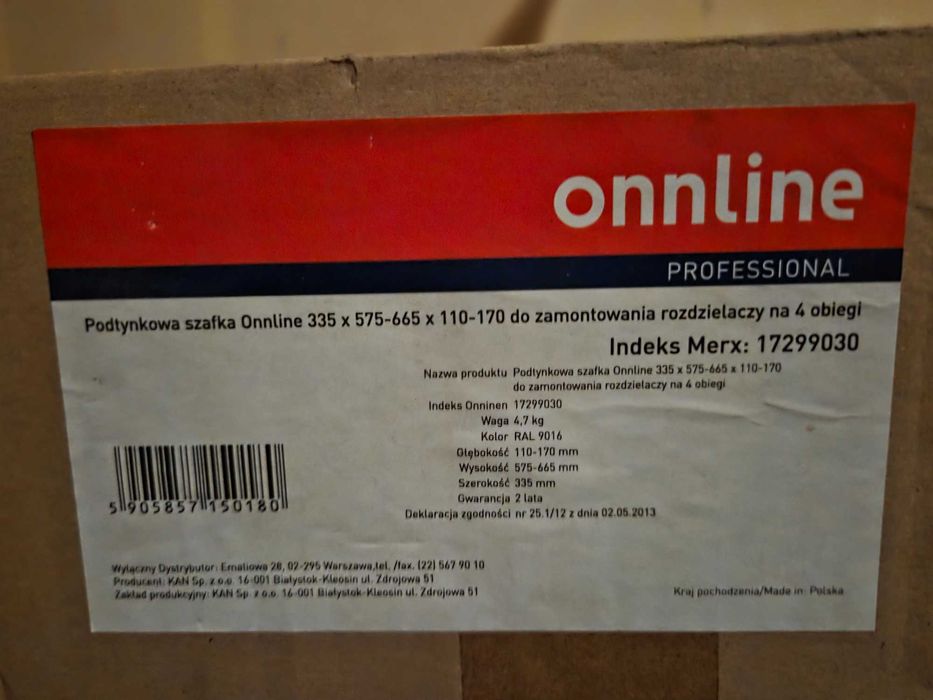 onnline
PROFESSIONAL
Podtynkowa szafka Onnline 335 x 575-665 x 110-170 do zamontowania rozdzielaczy na 4 obiegi
Indeks Merx: 17299030
Nazwa produktu Podtynkowa szafka Onnline 335 x 575-665 x 110-170
do zamontowania rozdzielaczy na 4 obiegi
Indeks Onninen 17299030
Waga 4,7 kg
Kolor RAL 9016
Głębokość 110-170 mm
Wysokość 575-665 mm
Szerokość 335 mm
Gwarancja 2 lata
Deklaracja zgodności nr 25.1/12 z dnia 02.05.2013
5 905857 150180
Wyłączny Dystrybutor: Emaliowa 28, 02-295 Warszawa,tel. /fax. (22) 567 90 10
Producent: KAN Sp. z o.o. 16-001 Białystok-Kleosin ul. Zdrojowa 51
Zakład produkcyjny: KAN Sp. z o.o. 16-001 Białystok-Kleosin ul. Zdrojowa 51
Kraj pochodzenia/Made in: Polska